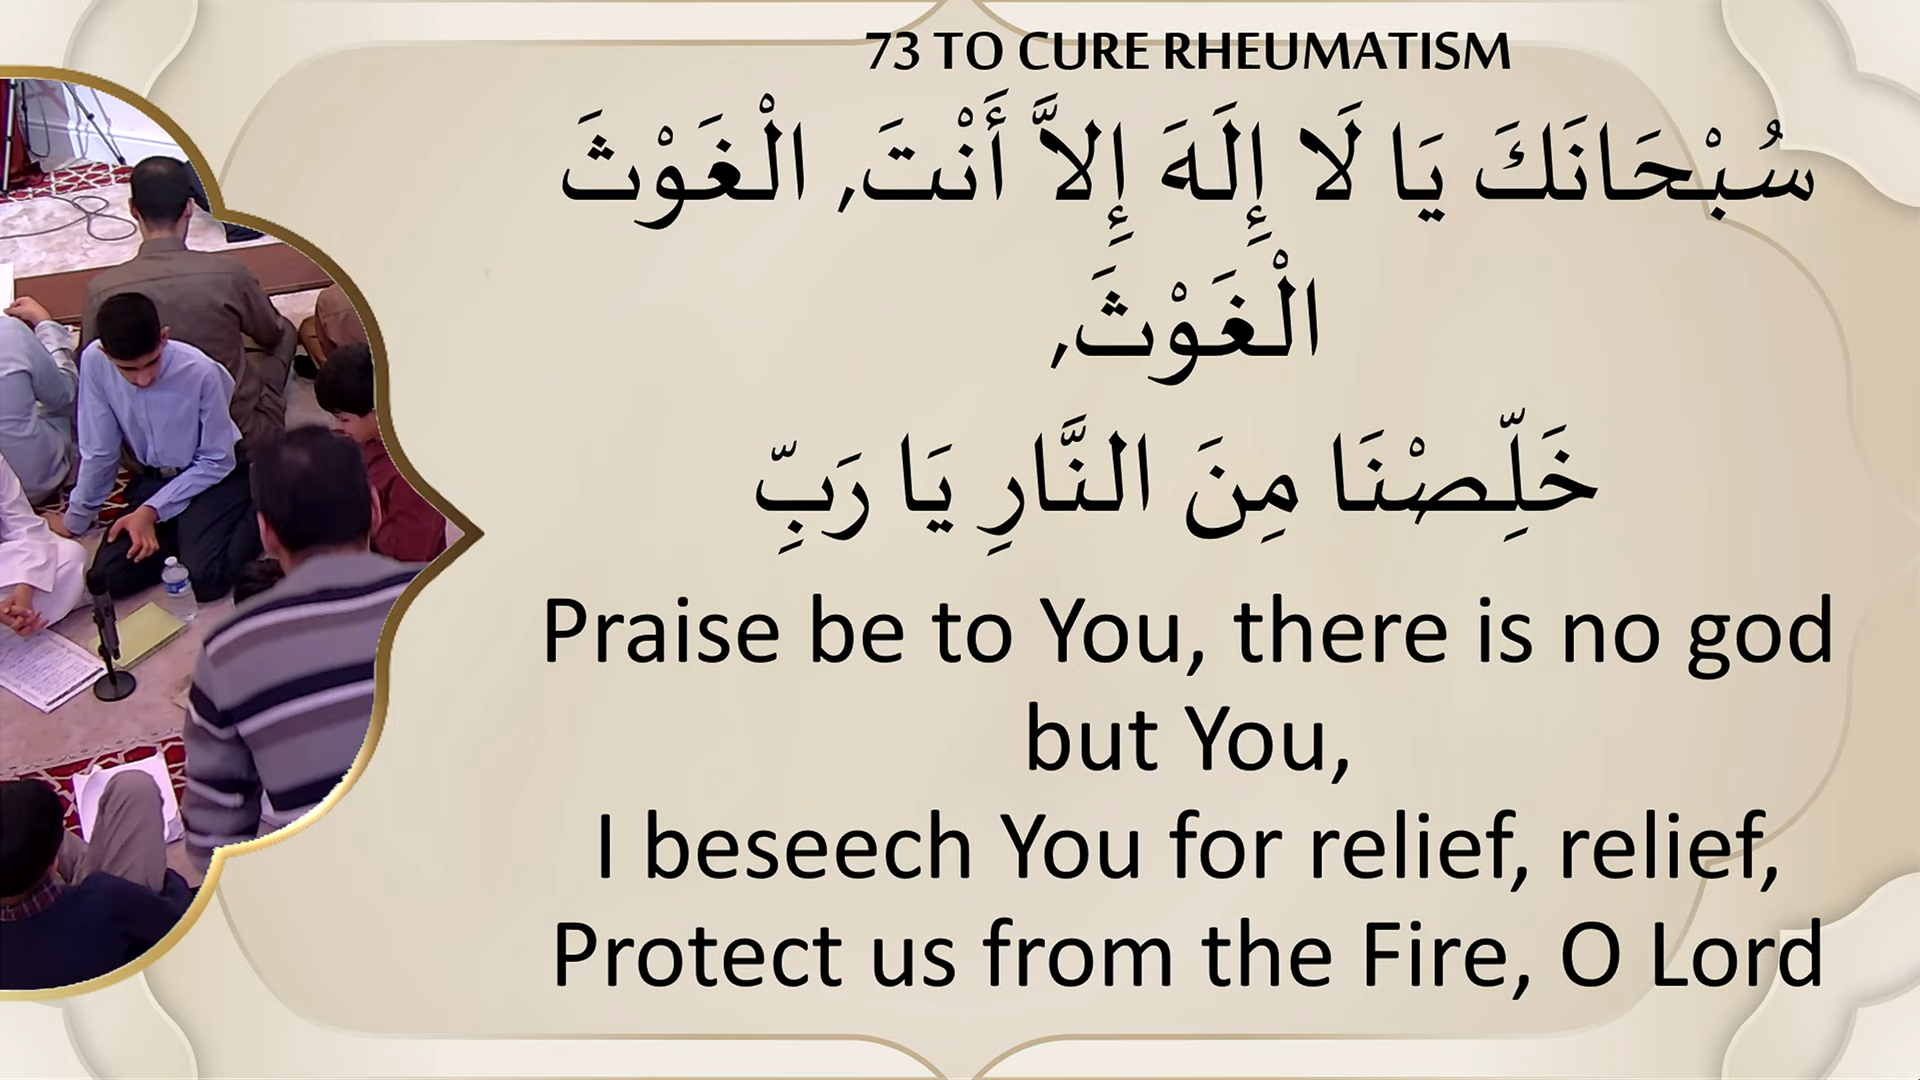 73 TO CURE RHEUMATISM
سُبْحَانَكَ يَا لَا إِلَهَ إِلاَّ أَنْتَ, الْغَوْثَ
الْغَوْثَ,
خَلِّصْنَا مِنَ النَّارِ يَا رَبِّ
Praise be to You, there is no god
but You,
I beseech You for relief, relief,
Protect us from the Fire, O Lord